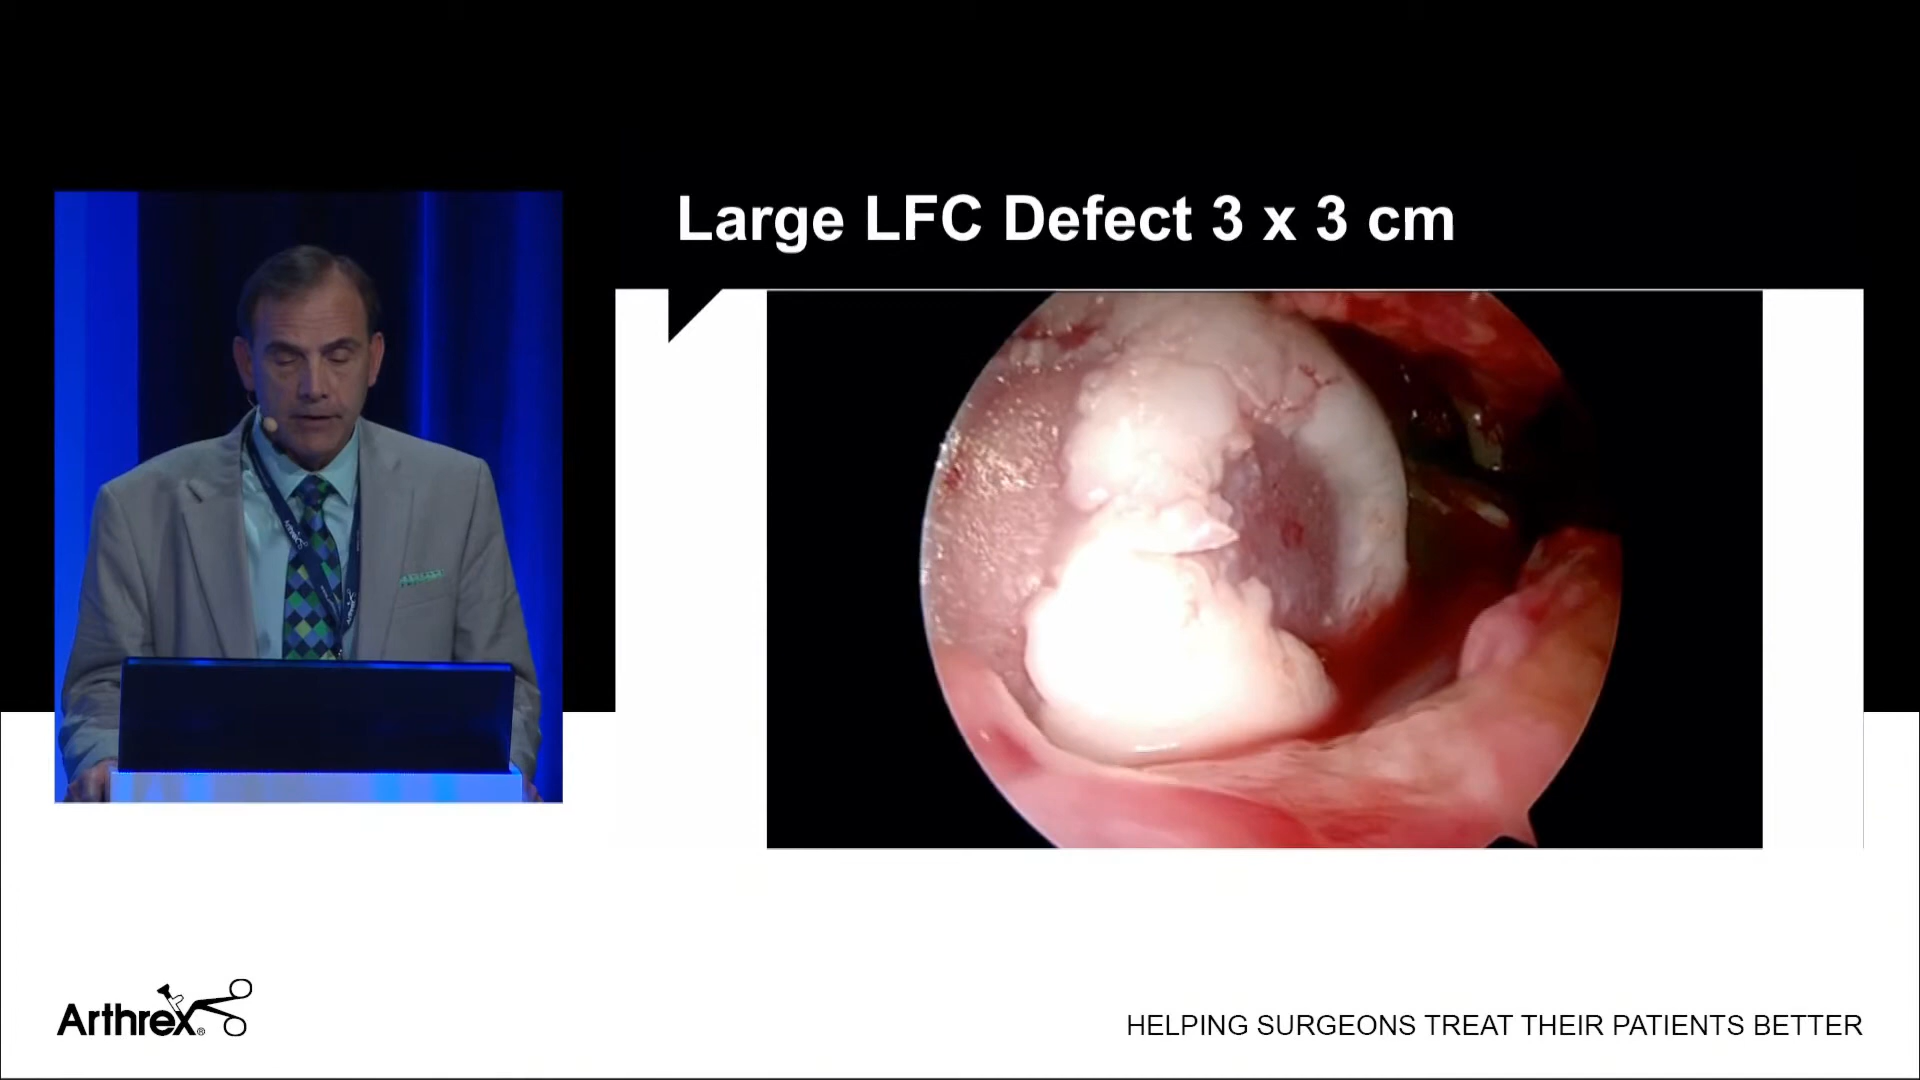 Large LFC Defect 3 x 3 cm
Arthrex®
HELPING SURGEONS TREAT THEIR PATIENTS BETTER